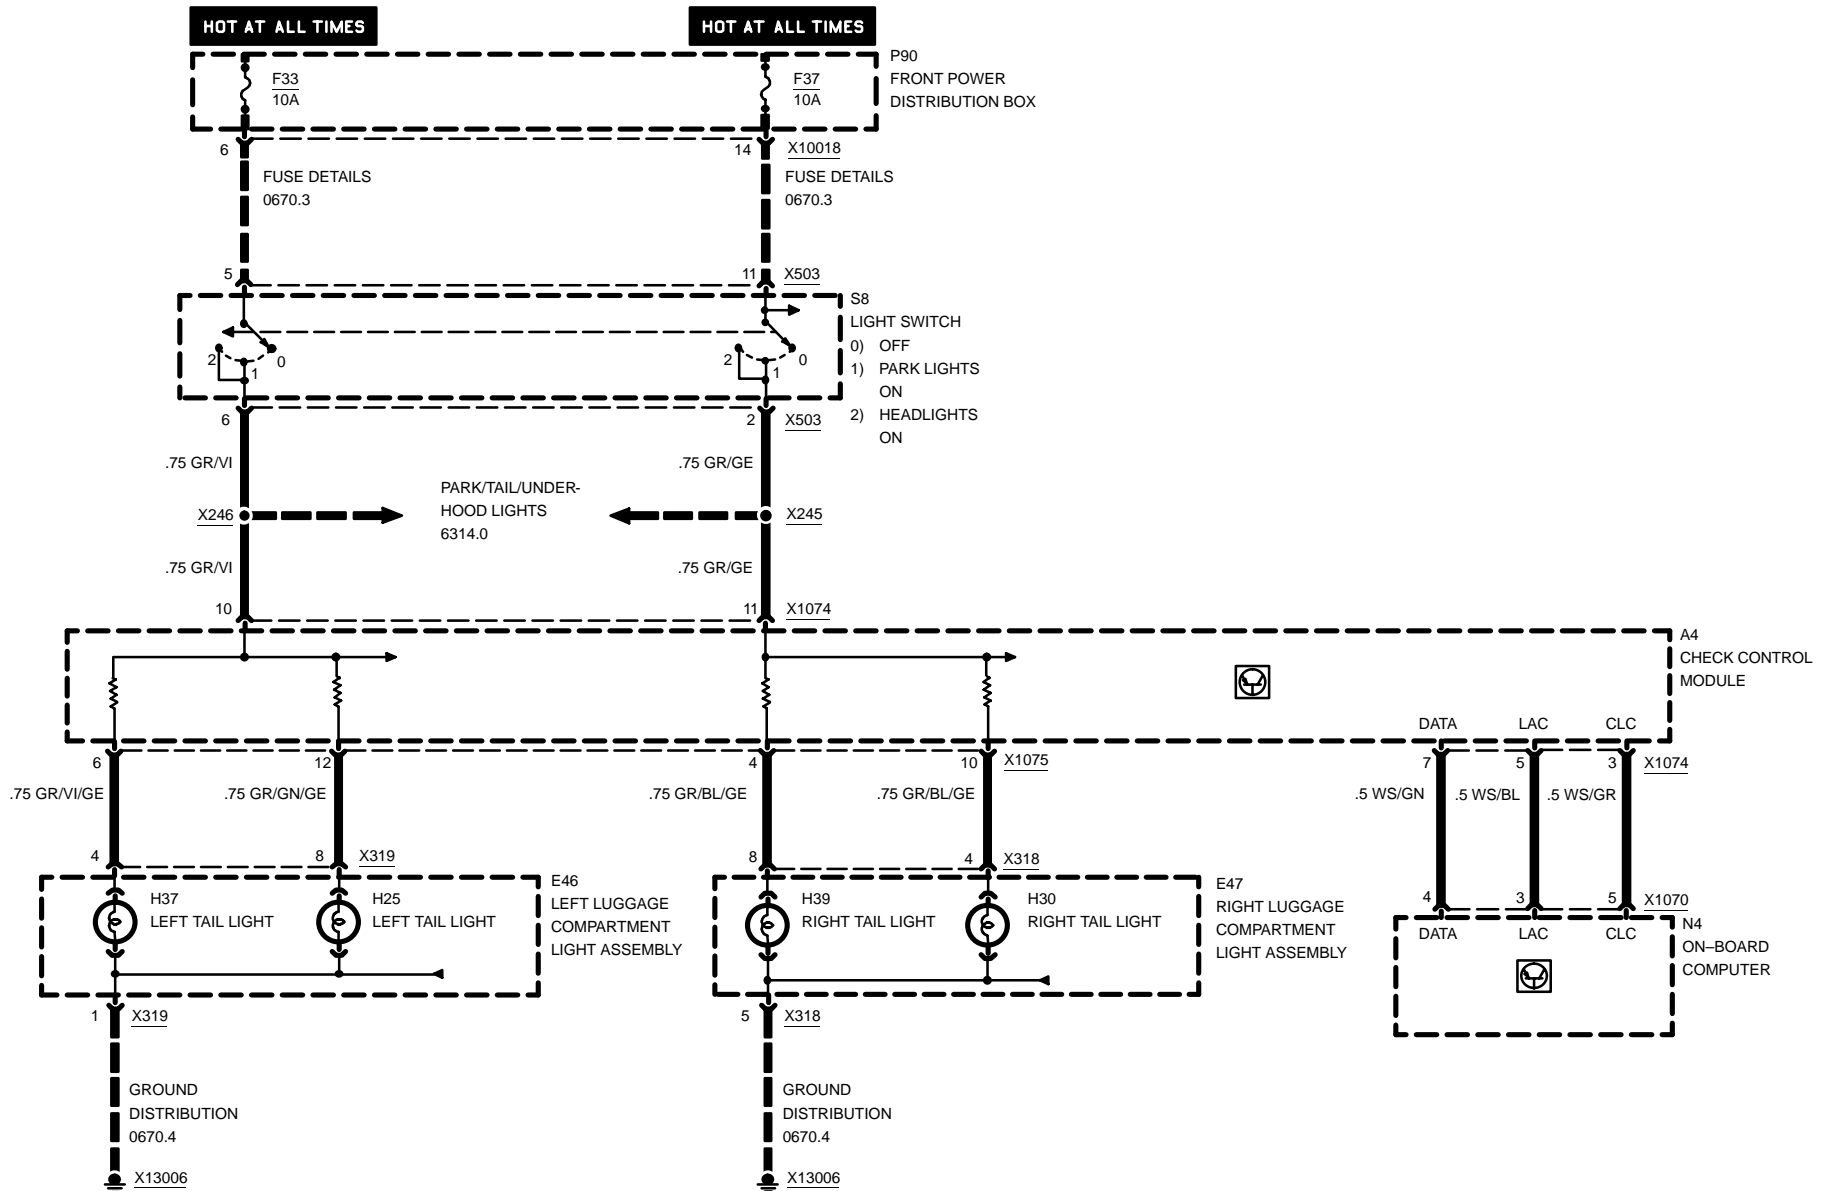 HOT AT ALL TIMES
HOT AT ALL TIMES
P90
FRONT POWER
DISTRIBUTION BOX
F33
10A
F37
10A
6
14
X10018
FUSE DETAILS
0670.3
FUSE DETAILS
0670.3
5
11
X503
S8
LIGHT SWITCH
0) OFF
1) PARK LIGHTS
ON
2) HEADLIGHTS
ON
2
1
0
2
1
0
6
2
X503
.75 GR/VI
.75 GR/GE
PARK/TAIL/UNDER-
HOOD LIGHTS
6314.0
X246
X245
.75 GR/VI
.75 GR/GE
10
11
X1074
A4
CHECK CONTROL
MODULE
DATA
LAC
CLC
6
12
4
10
X1075
7
5
3
X1074
.75 GR/VI/GE
.75 GR/GN/GE
.75 GR/BL/GE
.75 GR/BL/GE
.5 WS/GN
.5 WS/BL
.5 WS/GR
4
8
X319
8
4
X318
4
3
5
X1070
H37
LEFT TAIL LIGHT
H25
LEFT TAIL LIGHT
E46
LEFT LUGGAGE
COMPARTMENT
LIGHT ASSEMBLY
H39
RIGHT TAIL LIGHT
H30
RIGHT TAIL LIGHT
E47
RIGHT LUGGAGE
COMPARTMENT
LIGHT ASSEMBLY
DATA
LAC
CLC
N4
ON–BOARD
COMPUTER
1
X319
5
X318
GROUND
DISTRIBUTION
0670.4
GROUND
DISTRIBUTION
0670.4
X13006
X13006